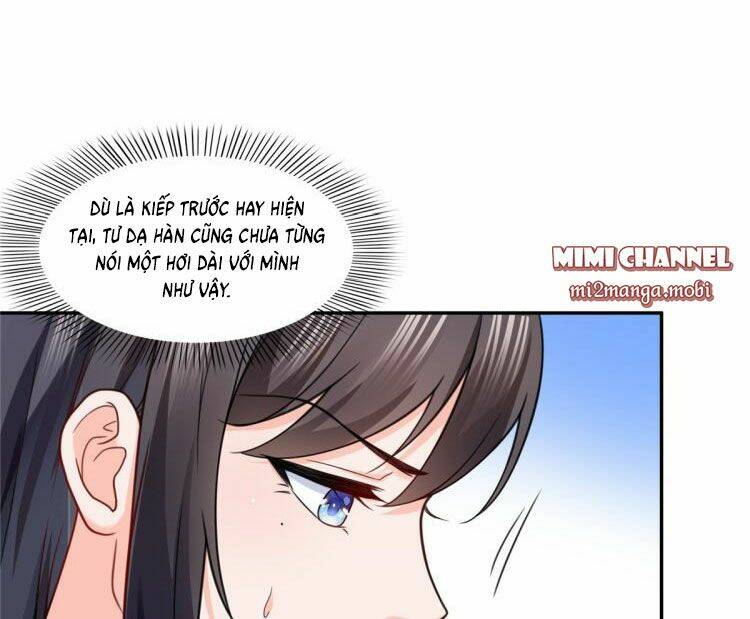 DÙ LÀ KIẾP TRƯỚC HAY HIỆN
TẠI, TƯ DẠ HÀN CŨNG CHƯA TỪNG
NÓI MỘT HƠI DÀI VỚI MÌNH
NHƯ VẬY.
MIMI CHANNEL
mi2manga.mobi